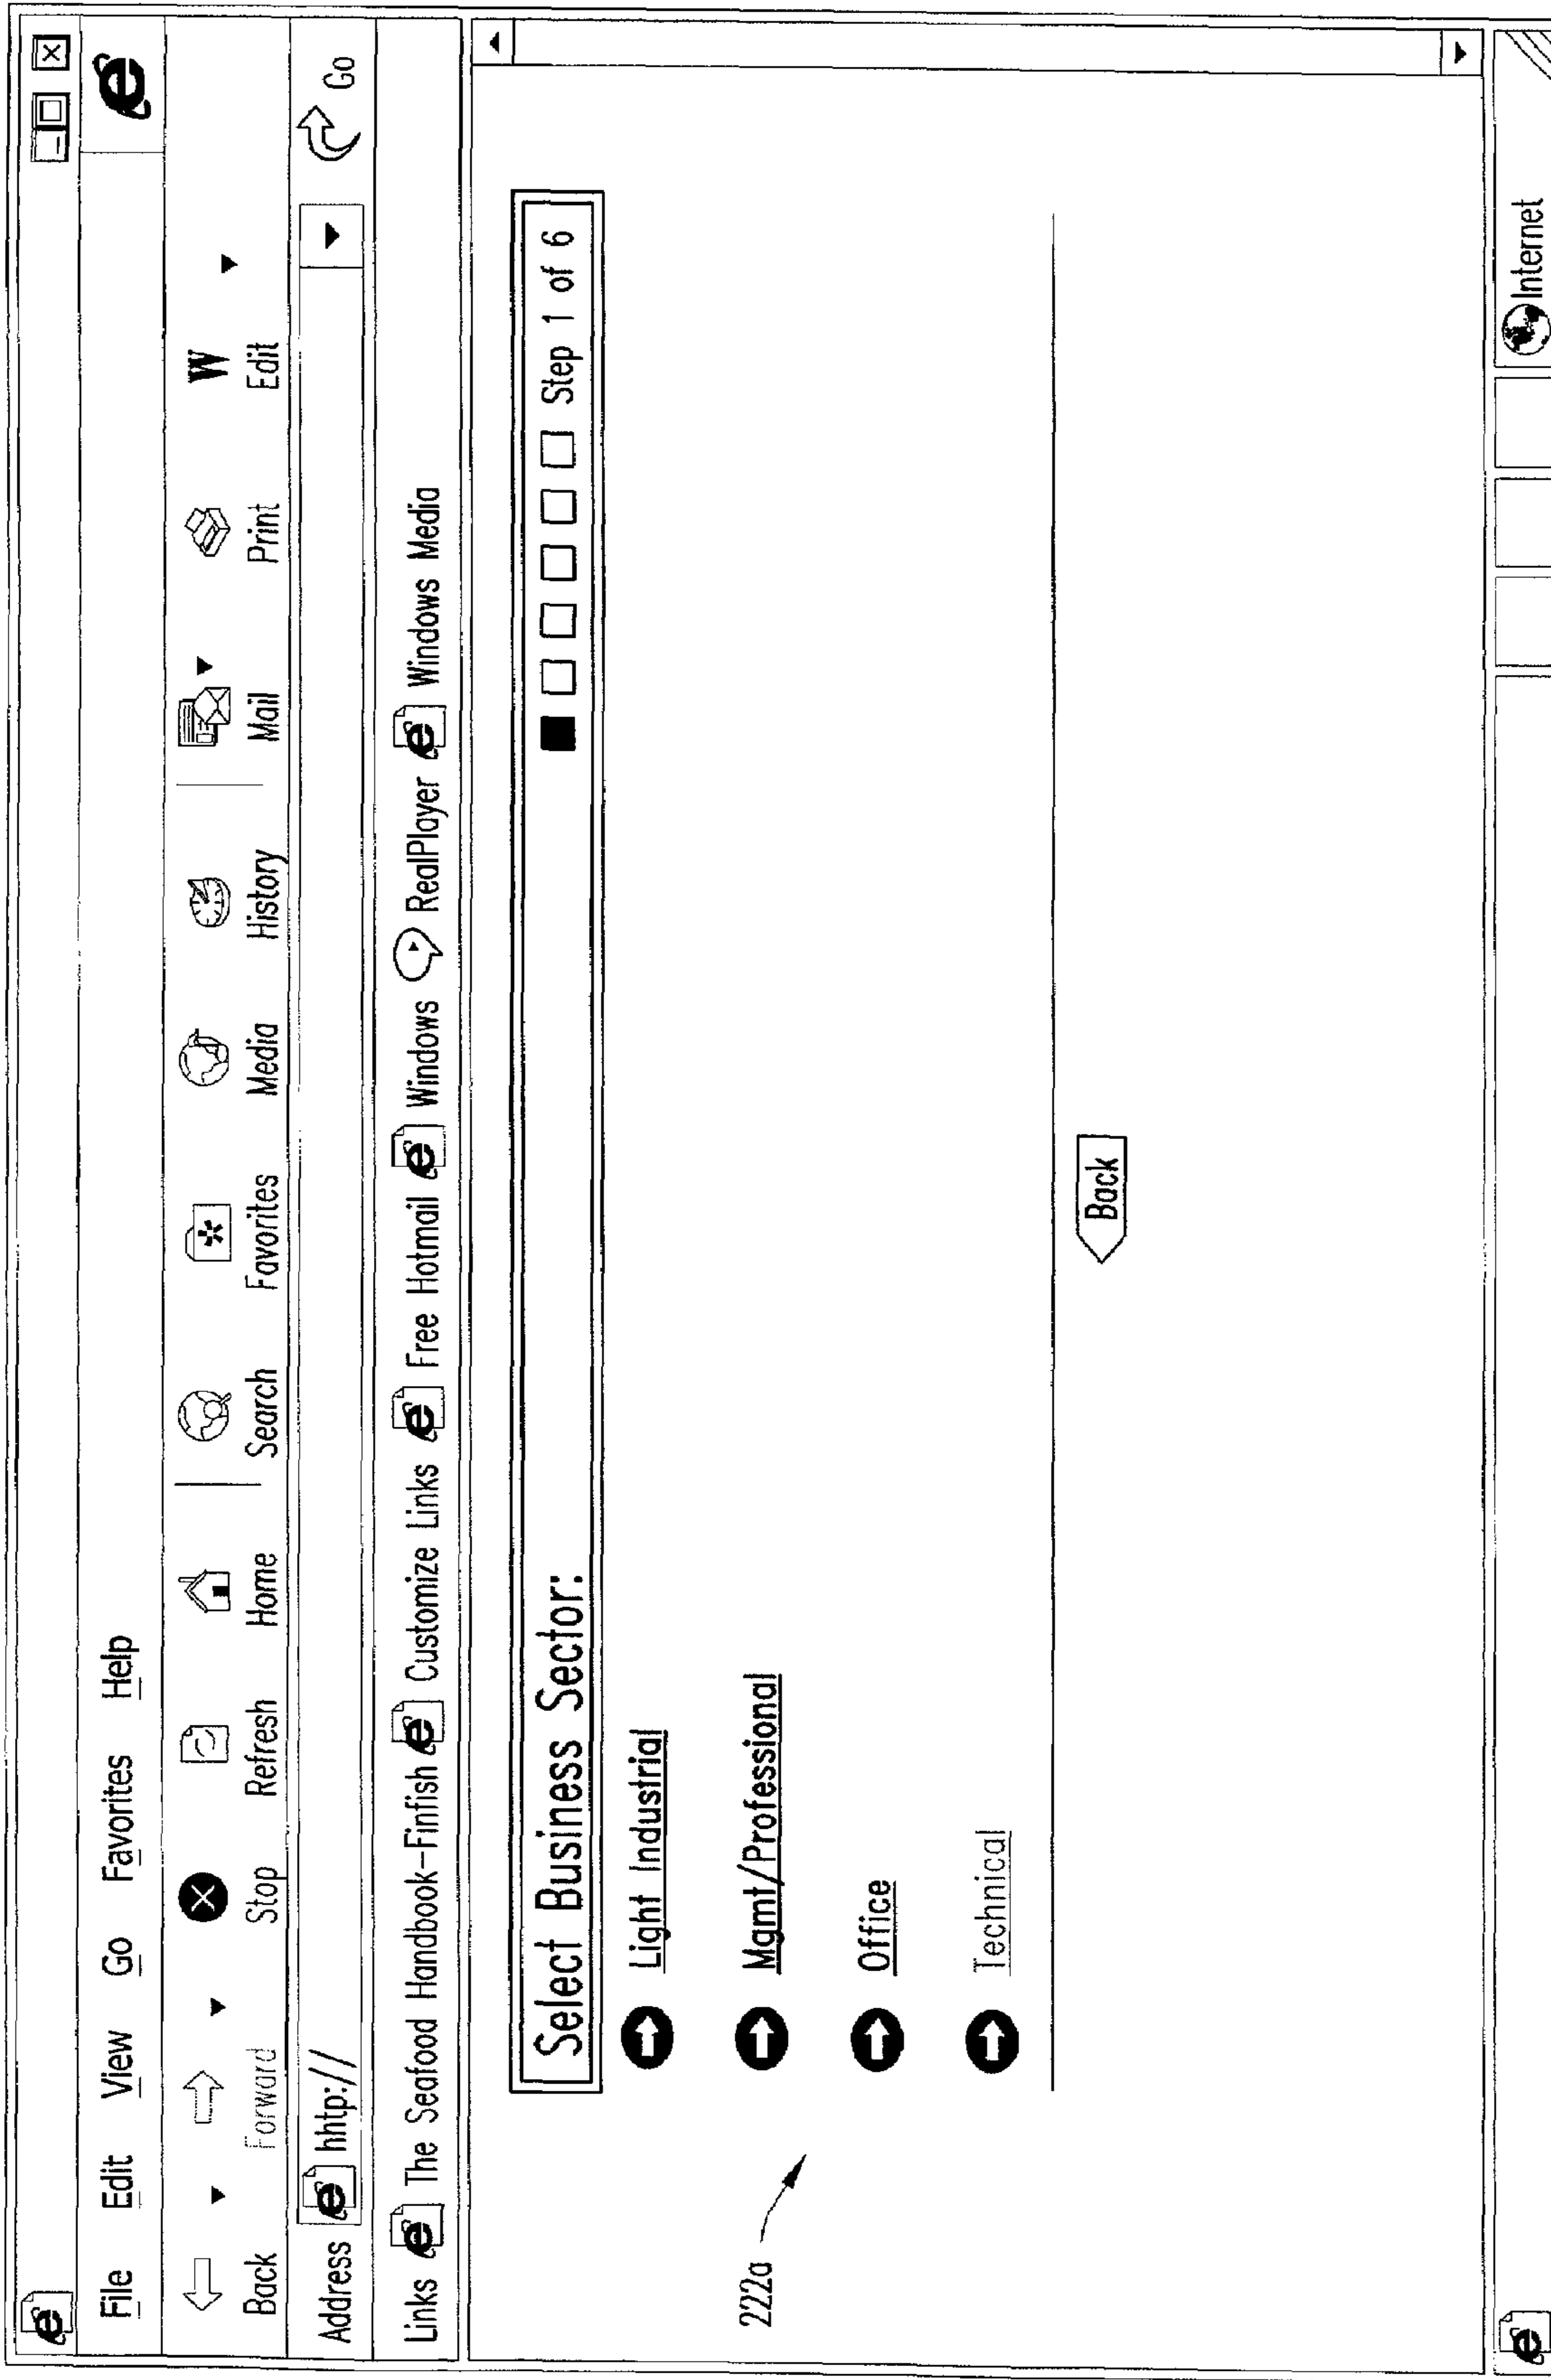 File Edit View Go Favorites Help
Back Forward Stop Refresh Home Search Favorites Media History Mail Print Edit
W
Address hhtp:// Go
Links The Seafood Handbook–Finfish Customize Links Free Hotmail Windows RealPlayer Windows Media
Select Business Sector: Step 1 of 6
Light Industrial
Mgmt/Professional
Office
Technical
222a
Back
Internet